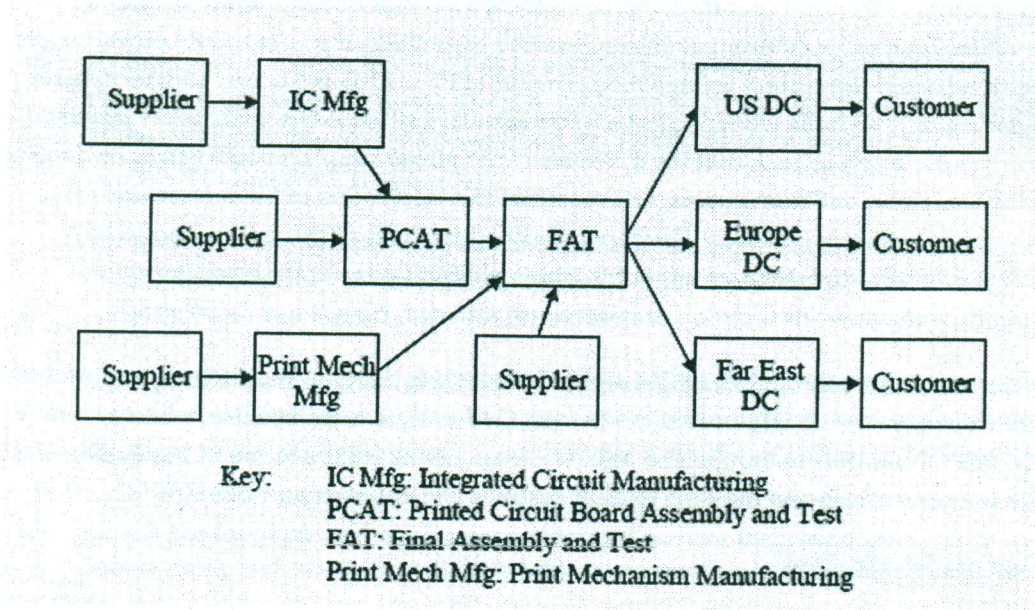 Supplier
IC Mfg
US DC
Customer
Supplier
PCAT
FAT
Europe
DC
Customer
Supplier
Print Mech
Mfg
Supplier
Far East
DC
Customer
Key:
IC Mfg: Integrated Circuit Manufacturing
PCAT: Printed Circuit Board Assembly and Test
FAT: Final Assembly and Test
Print Mech Mfg: Print Mechanism Manufacturing